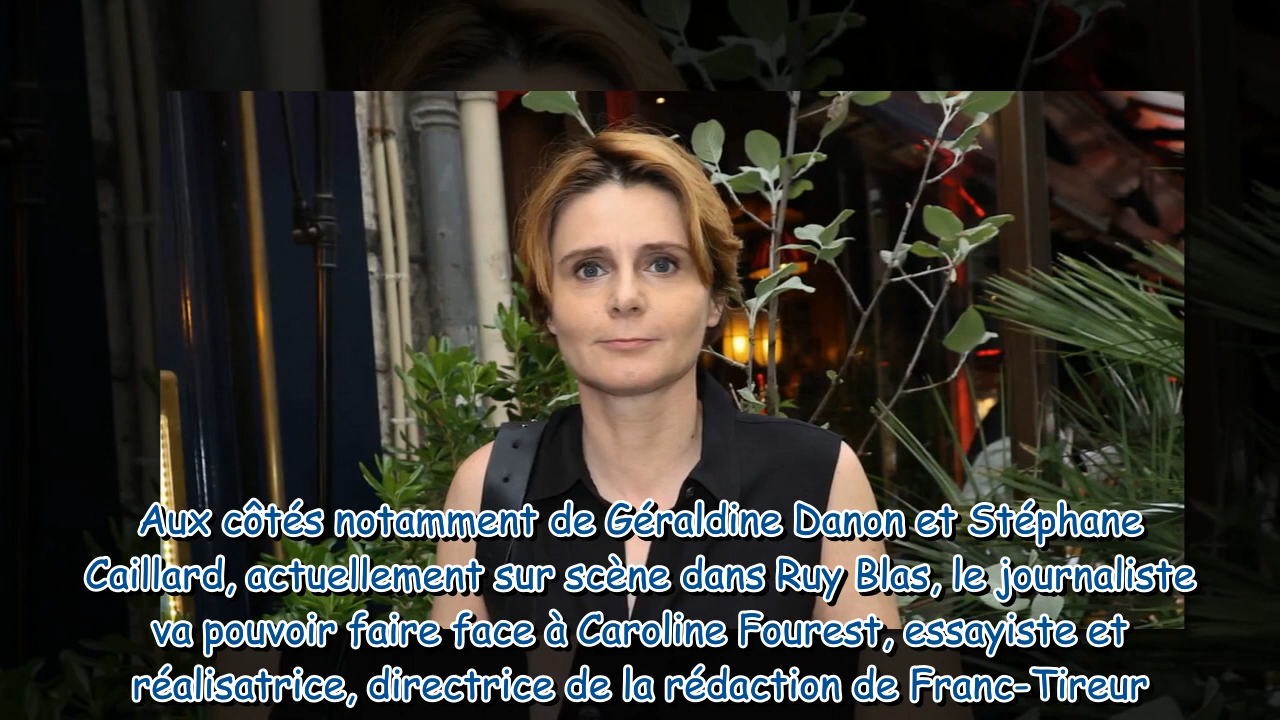 Aux côtés notamment de Géraldine Danon et Stéphane
Caillard, actuellement sur scène dans Ruy Blas, le journaliste
va pouvoir faire face à Caroline Fourest, essayiste et
réalisatrice, directrice de la rédaction de Franc-Tireur